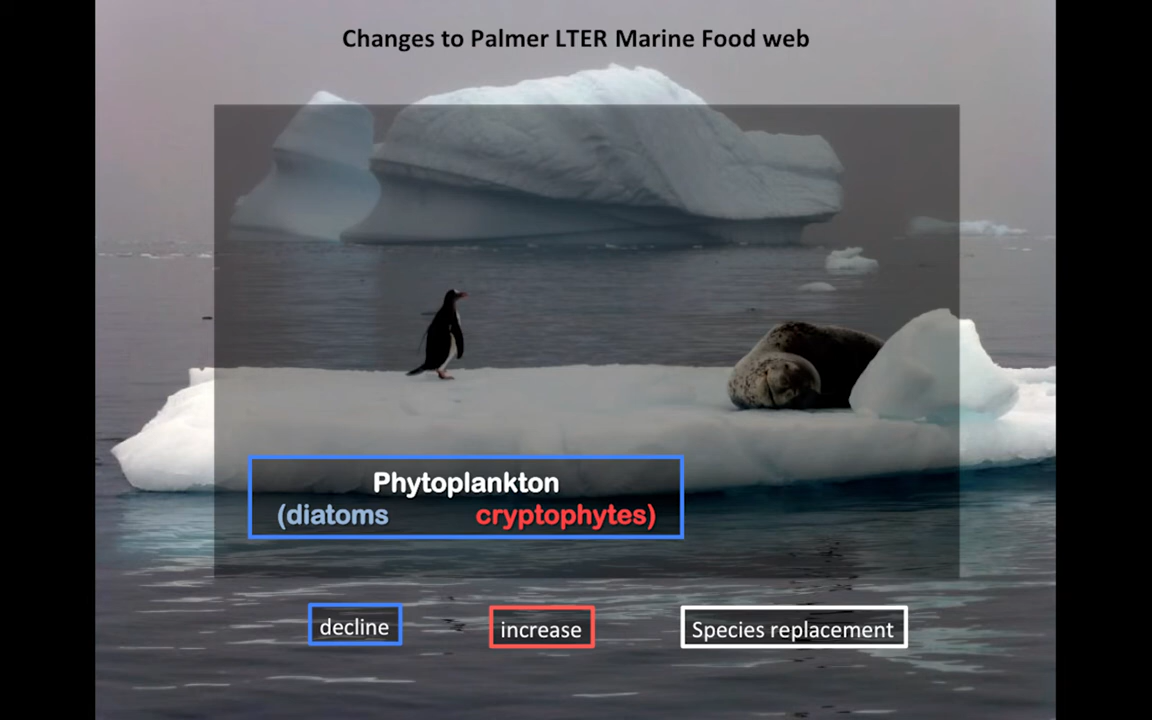 Changes to Palmer LTER Marine Food web
Phytoplankton
(diatoms cryptophytes)
decline increase Species replacement